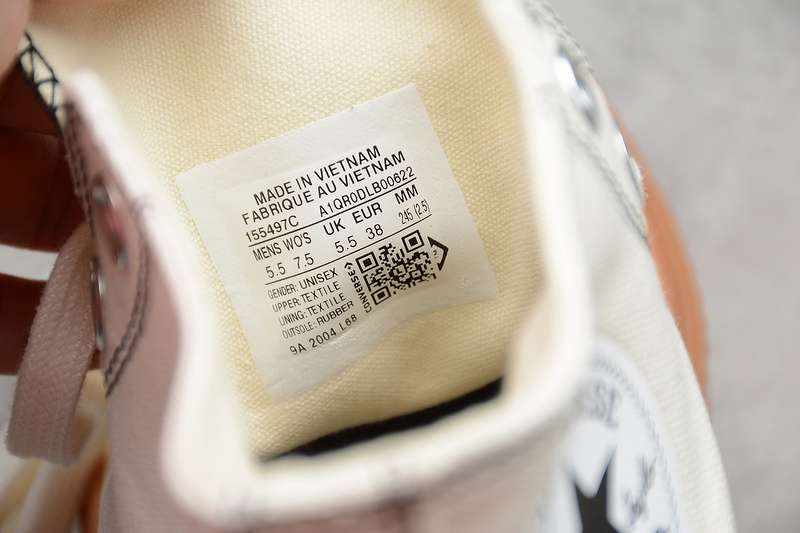 MADE IN VIETNAM
FABRIQUE AU VIETNAM
155497C A1QR0DLB00622
MENS WO'S UK EUR MM
5.5 7.5 5.5 38 245 (2.5)
GENDER: UNISEX
UPPER: TEXTILE
LINING: TEXTILE
OUTSOLE: RUBBER
9A 2004 L68
CONVERSE